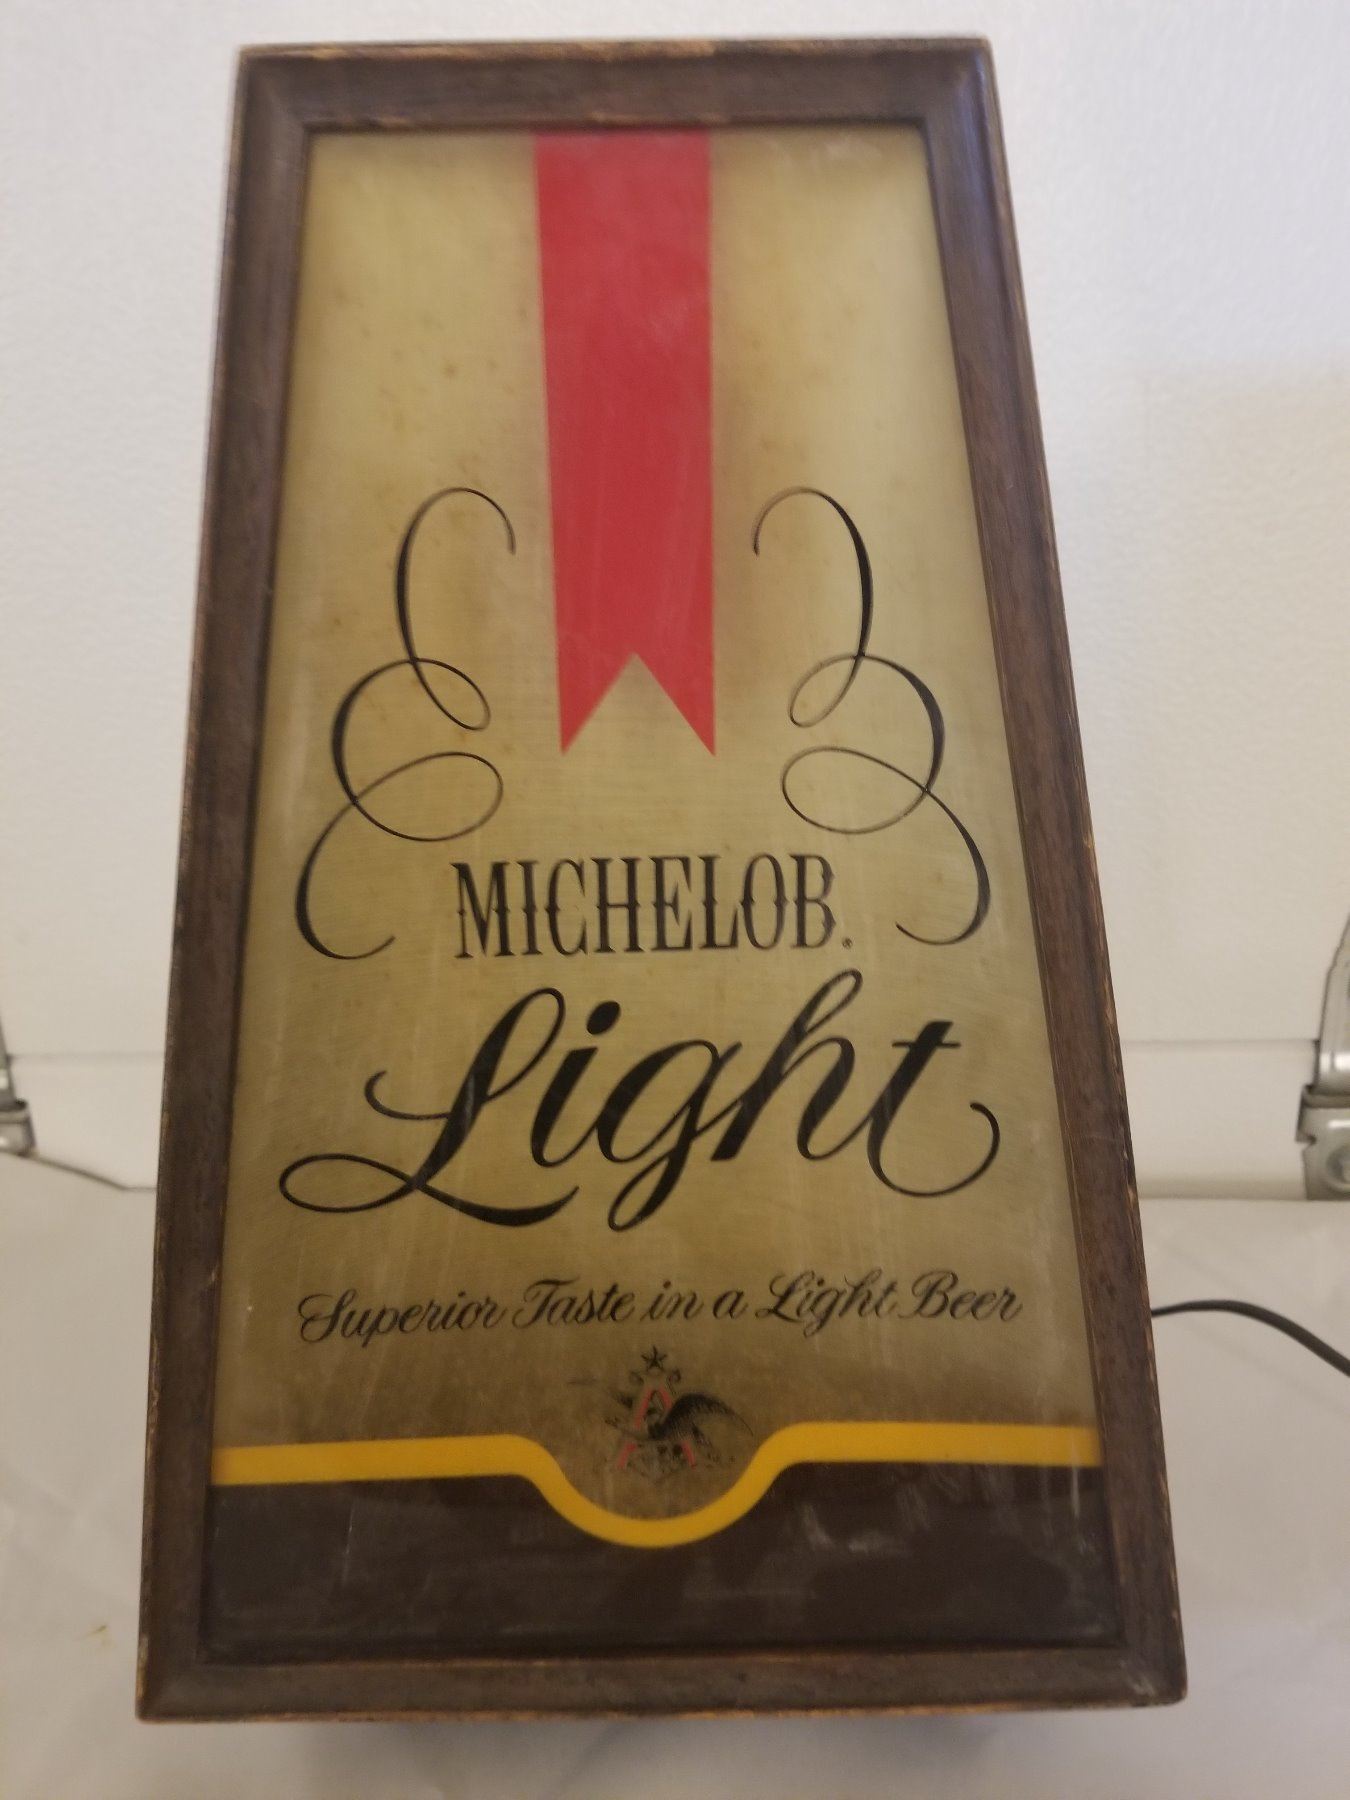 MICHELOB®
Light
Superior Taste in a Light Beer
A